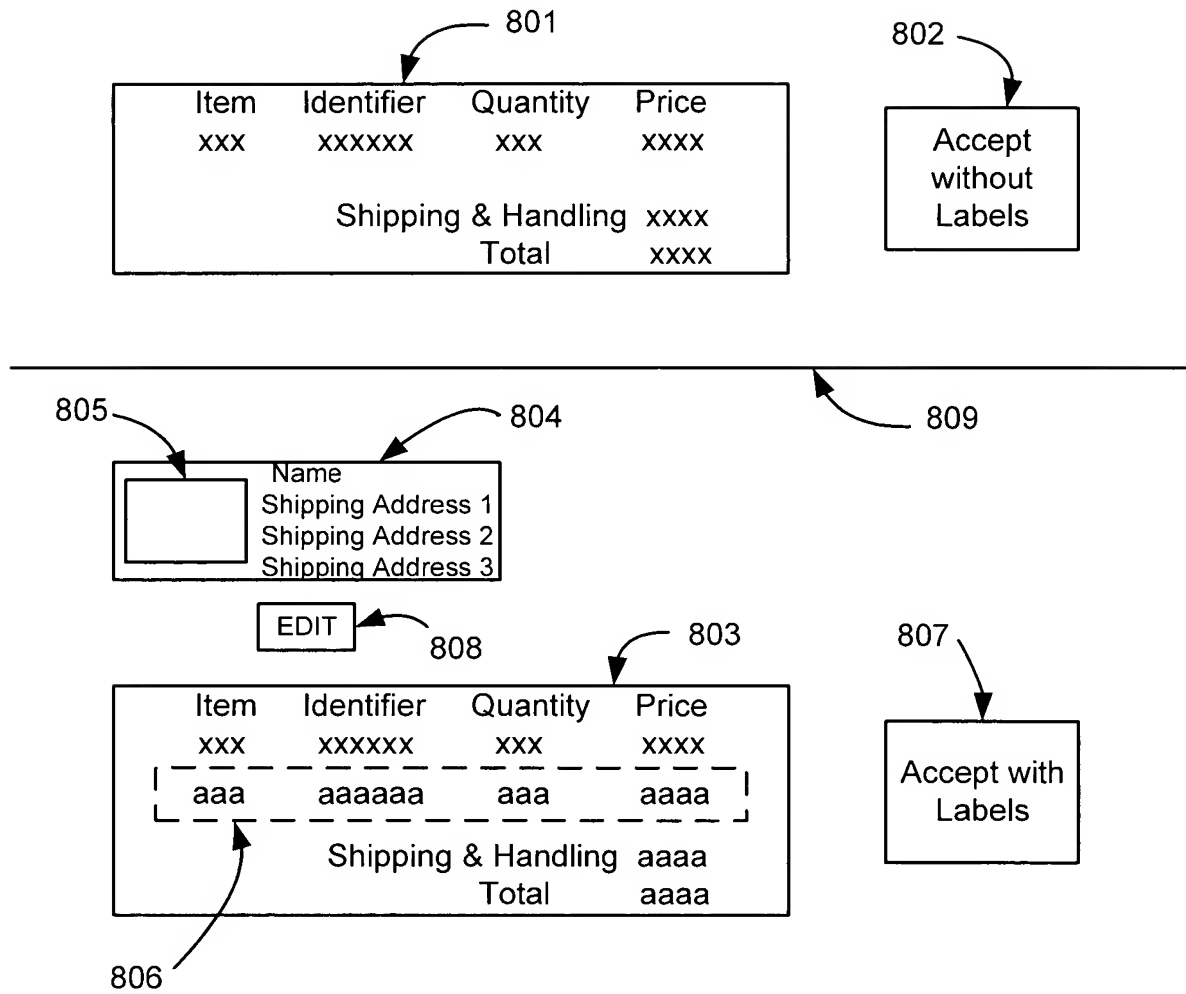 801
802
Item Identifier Quantity Price
xxx xxxxxx xxx xxxx
Shipping & Handling xxxx
Total xxxx
Accept
without
Labels
809
805
804
Name
Shipping Address 1
Shipping Address 2
Shipping Address 3
EDIT
808
803
807
Item Identifier Quantity Price
xxx xxxxxx xxx xxxx
aaa aaaaaa aaa aaaa
Shipping & Handling aaaa
Total aaaa
Accept with
Labels
806